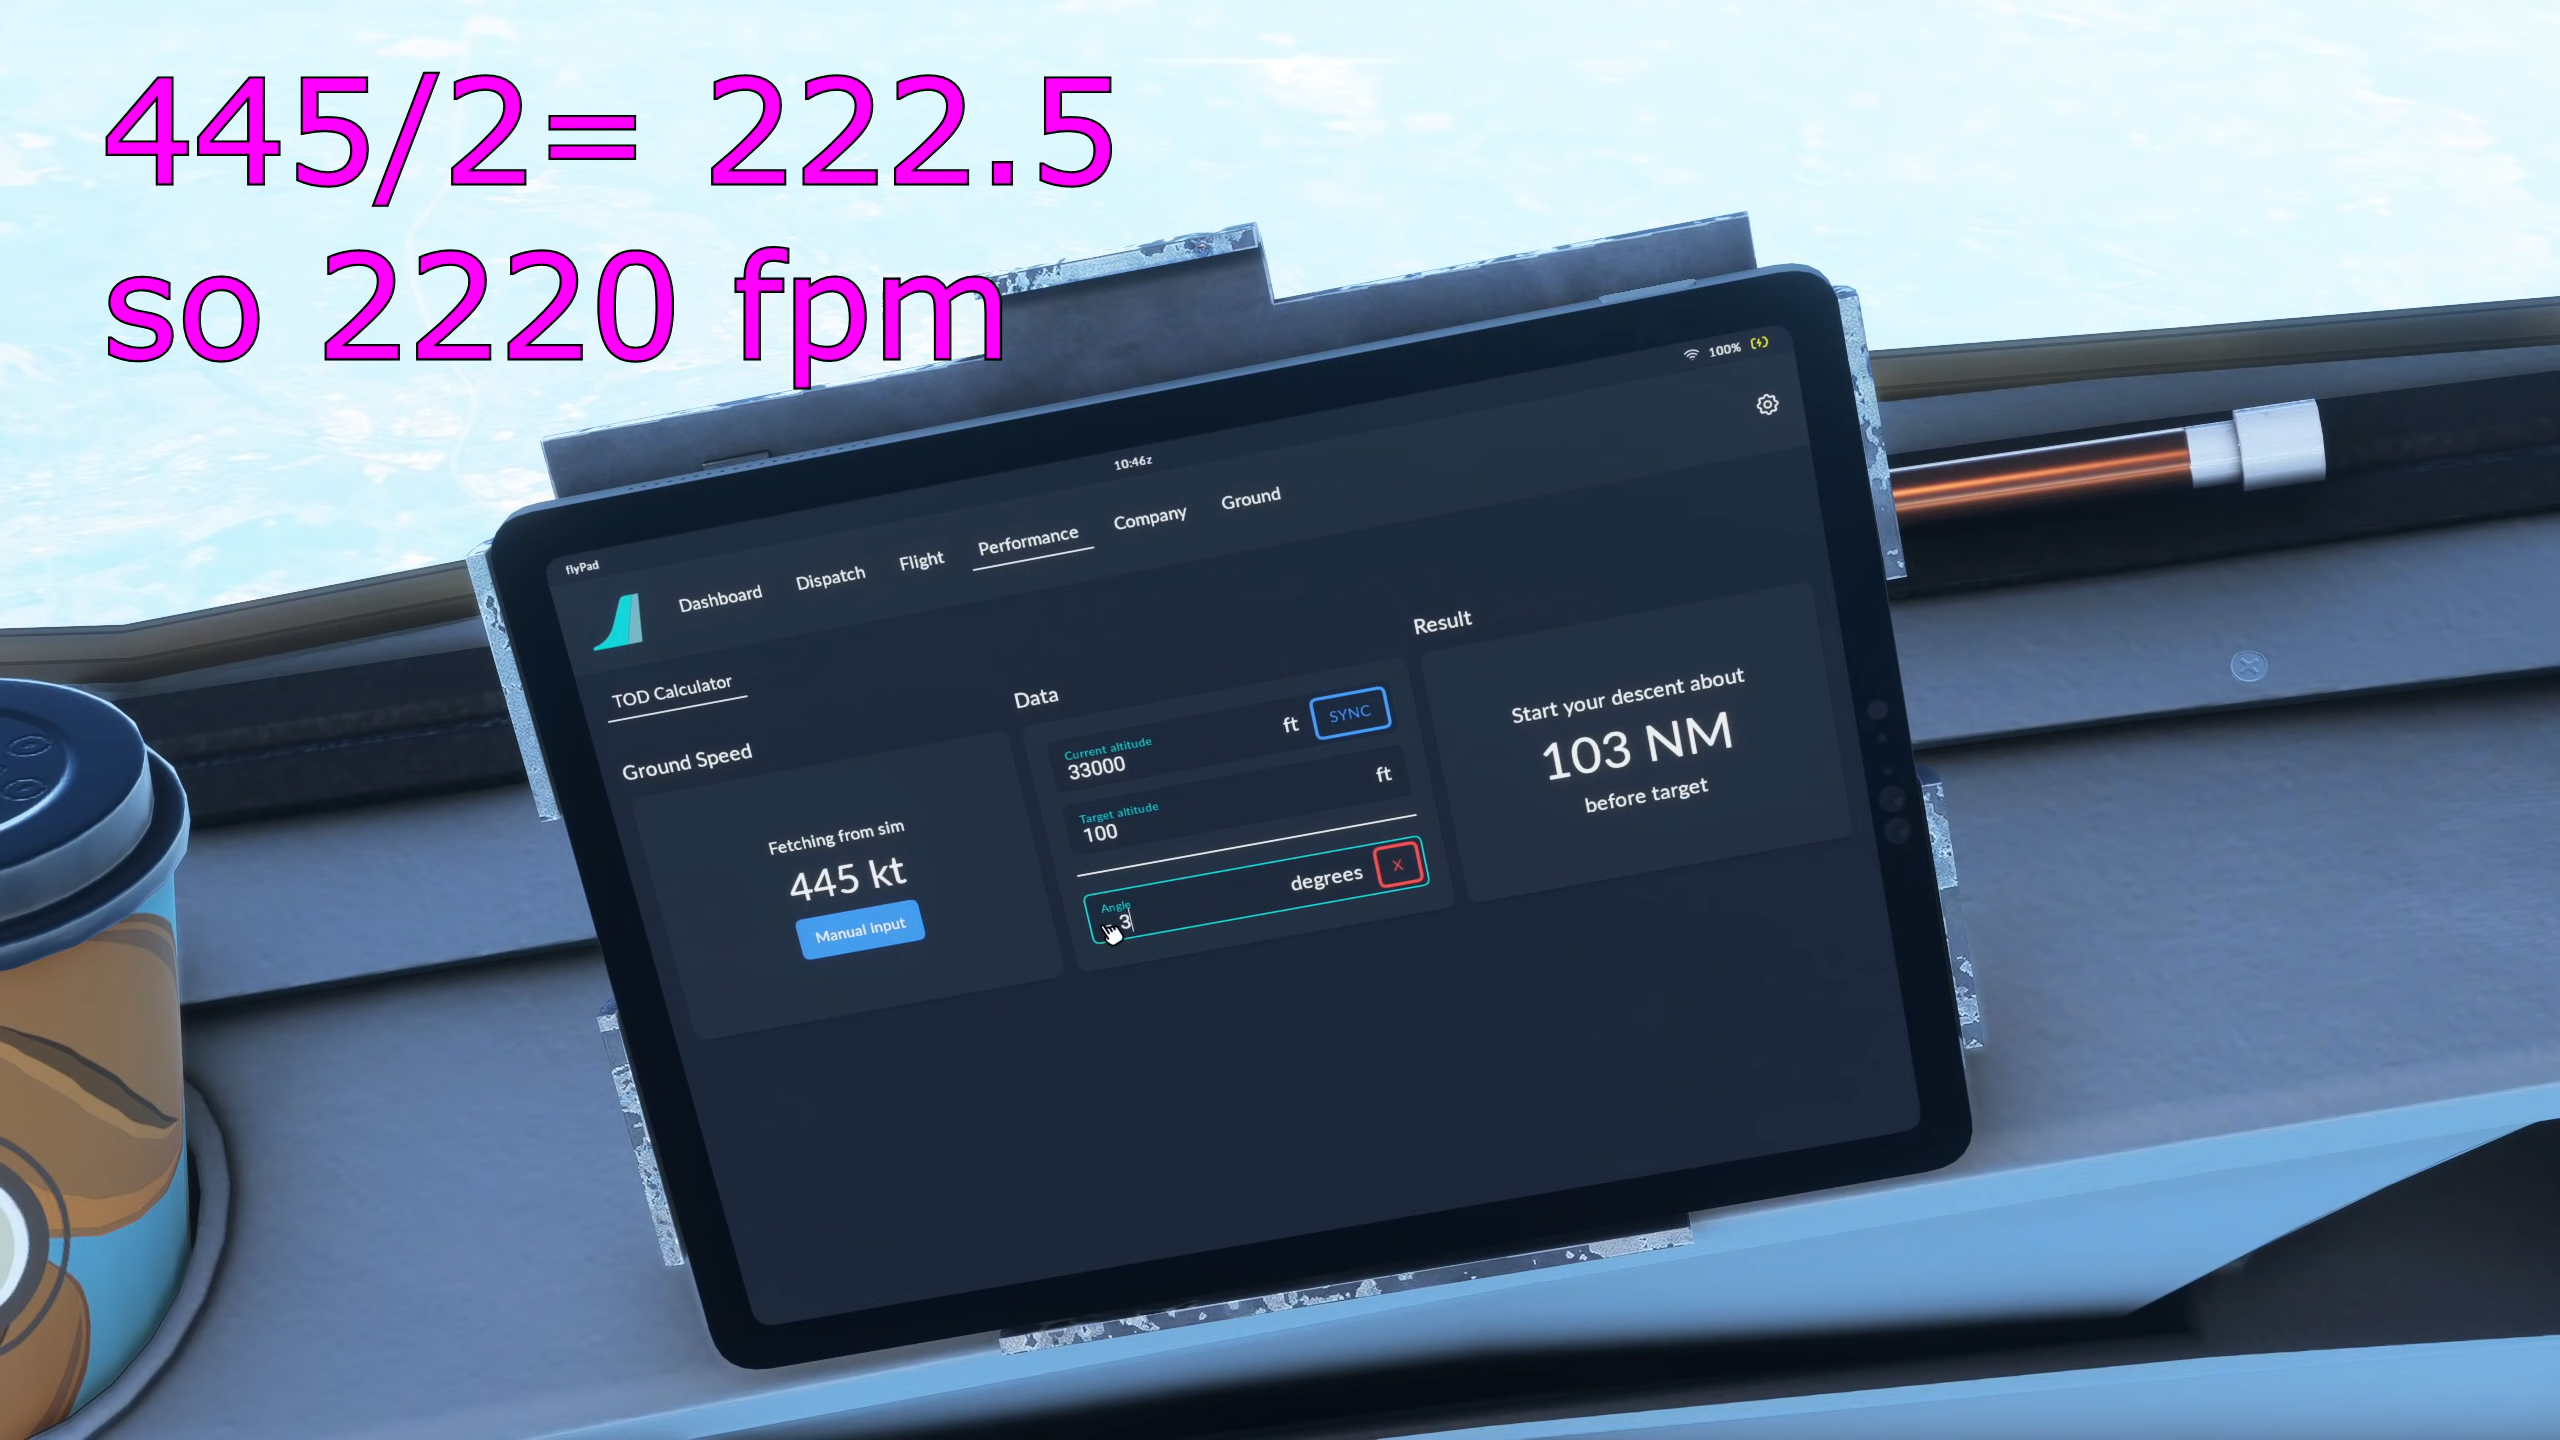 445/2= 222.5
so 2220 fpm
100%
10:46z
flyPad
Dashboard Dispatch Flight Performance Company Ground
TOD Calculator
Ground Speed
Fetching from sim
445 kt
Manual input
Data
Current altitude
33000 ft SYNC
Target altitude
100 ft
Angle
3 degrees X
Result
Start your descent about
103 NM
before target